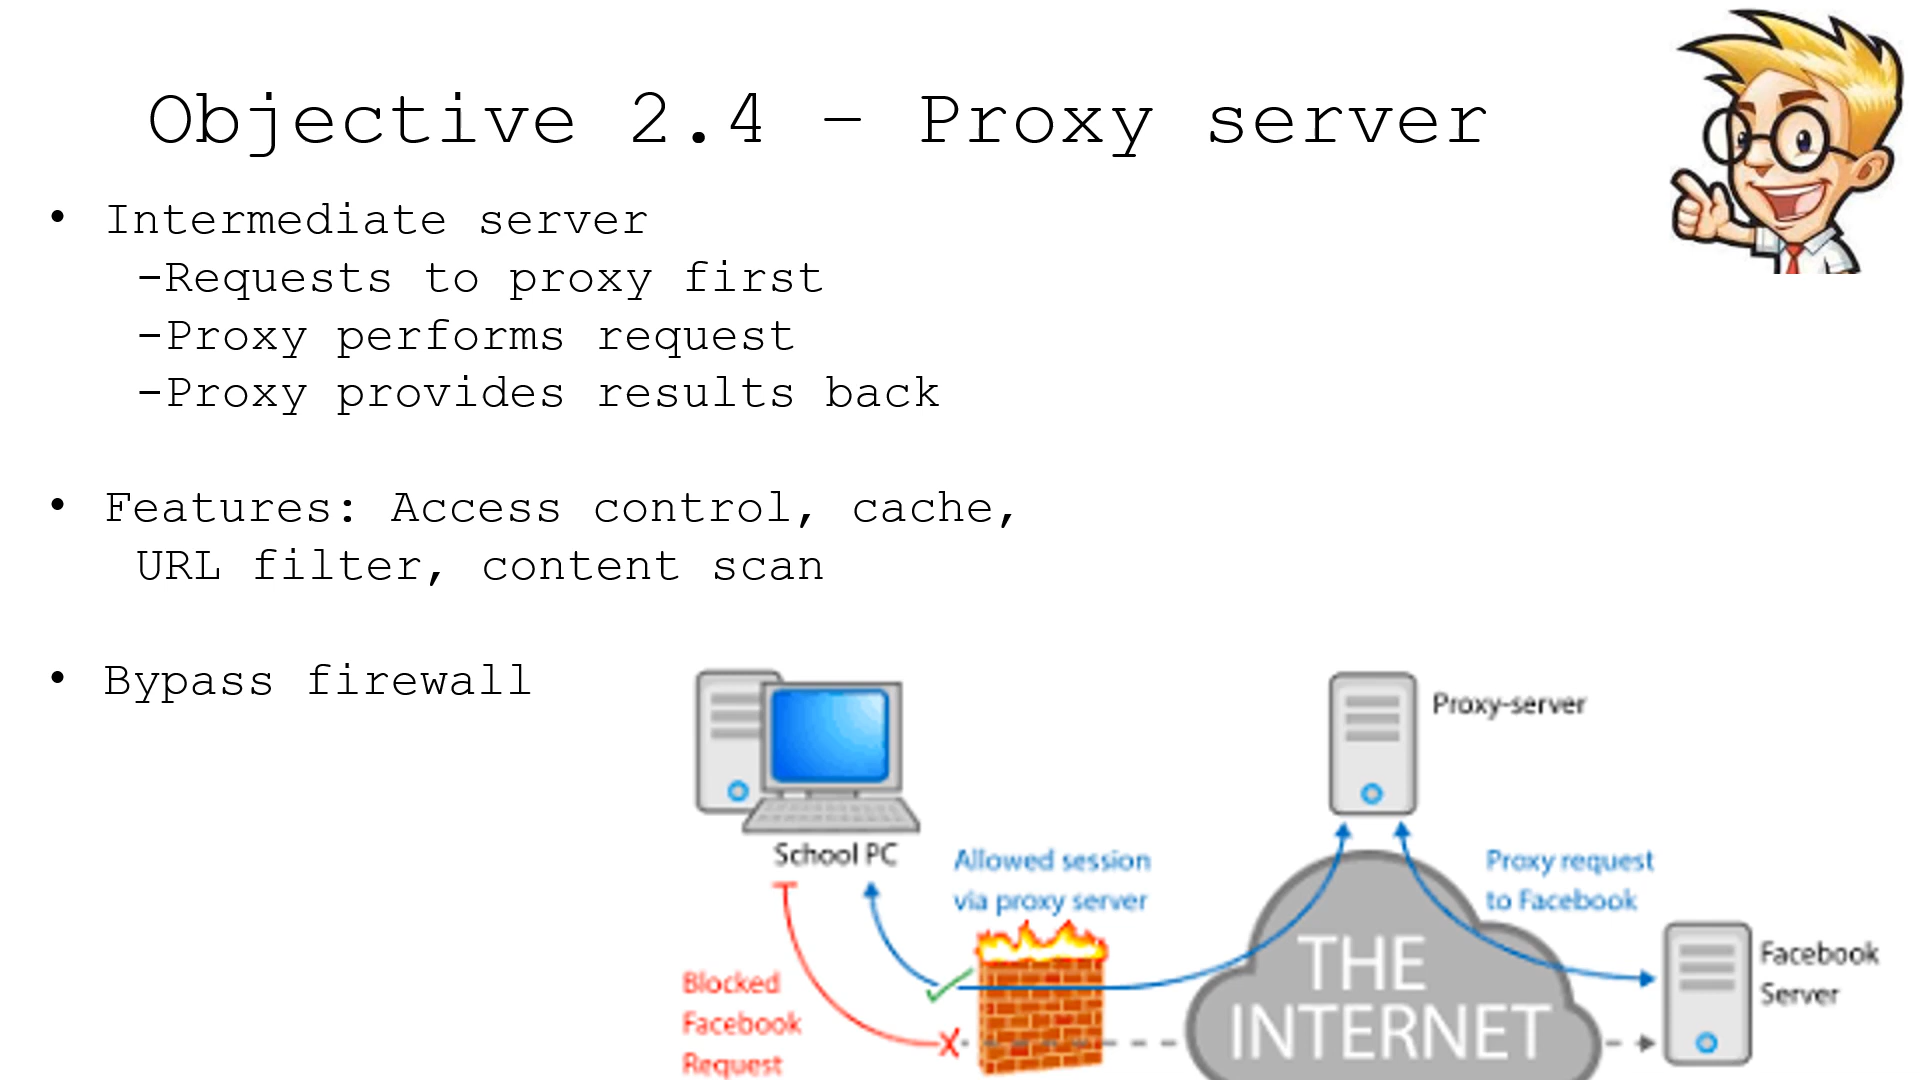 Objective 2.4 – Proxy server
• Intermediate server
-Requests to proxy first
-Proxy performs request
-Proxy provides results back
• Features: Access control, cache,
URL filter, content scan
• Bypass firewall
Proxy-server
School PC
Allowed session
via proxy server
Proxy request
to Facebook
THE
INTERNET
Facebook
Server
Blocked
Facebook
Request
X